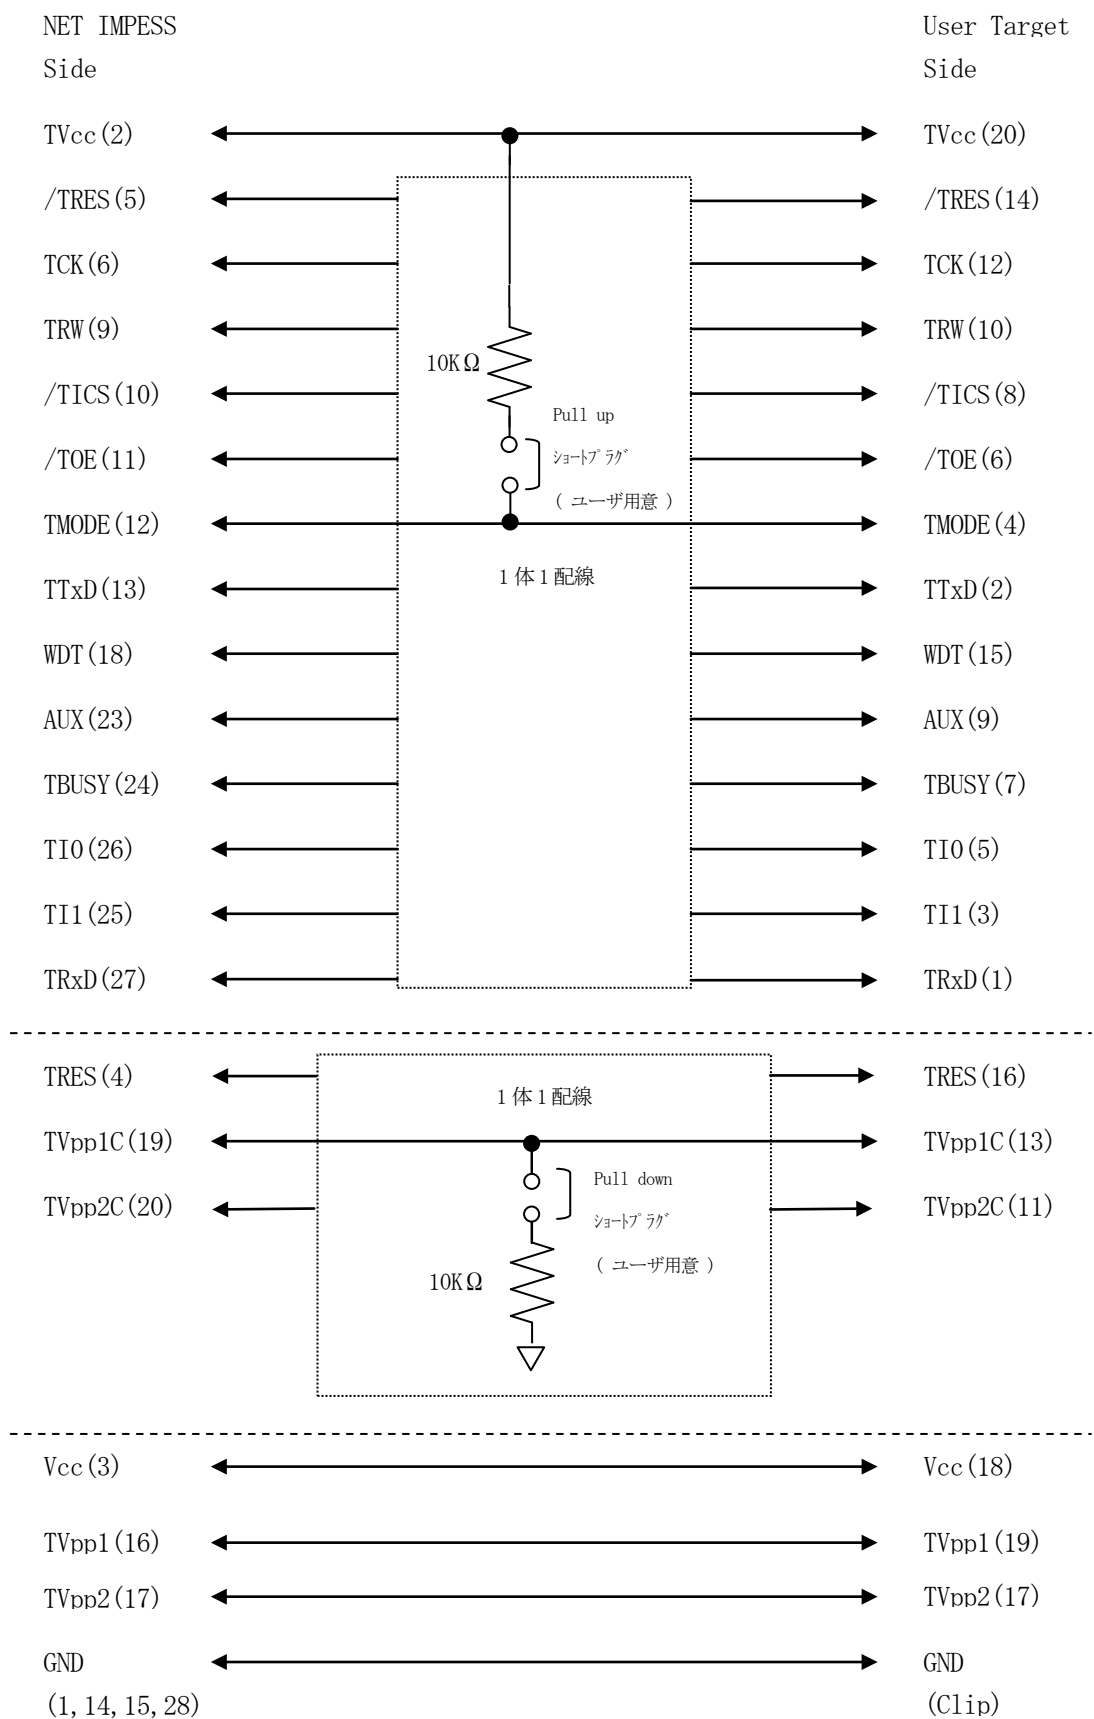 NET IMPESS User Target
Side Side
TVcc(2) TVcc(20)
/TRES(5) /TRES(14)
TCK(6) TCK(12)
TRW(9) TRW(10)
10KΩ
/TICS(10) /TICS(8)
Pull up
/TOE(11) ｼｮｰﾄﾌﾟﾗｸﾞ /TOE(6)
( ユーザ用意 )
TMODE(12) TMODE(4)
1体1配線
TTxD(13) TTxD(2)
WDT(18) WDT(15)
AUX(23) AUX(9)
TBUSY(24) TBUSY(7)
TI0(26) TI0(5)
TI1(25) TI1(3)
TRxD(27) TRxD(1)
TRES(4) TRES(16)
1体1配線
TVpp1C(19) TVpp1C(13)
Pull down
TVpp2C(20) TVpp2C(11)
ｼｮｰﾄﾌﾟﾗｸﾞ
( ユーザ用意 )
10KΩ
Vcc(3) Vcc(18)
TVpp1(16) TVpp1(19)
TVpp2(17) TVpp2(17)
GND GND
(1,14,15,28) (Clip)